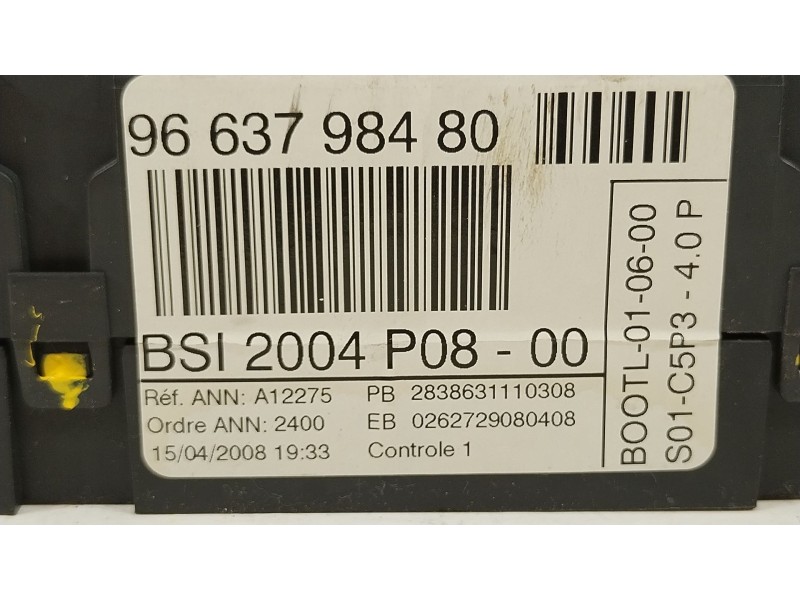 96 637 984 80
BSI 2004 P08 - 00
Réf. ANN: A12275 PB 2838631110308
Ordre ANN: 2400 EB 0262729080408
15/04/2008 19:33 Controle 1
BOOTL-01-06-00
S01-C5P3 - 4.0 P